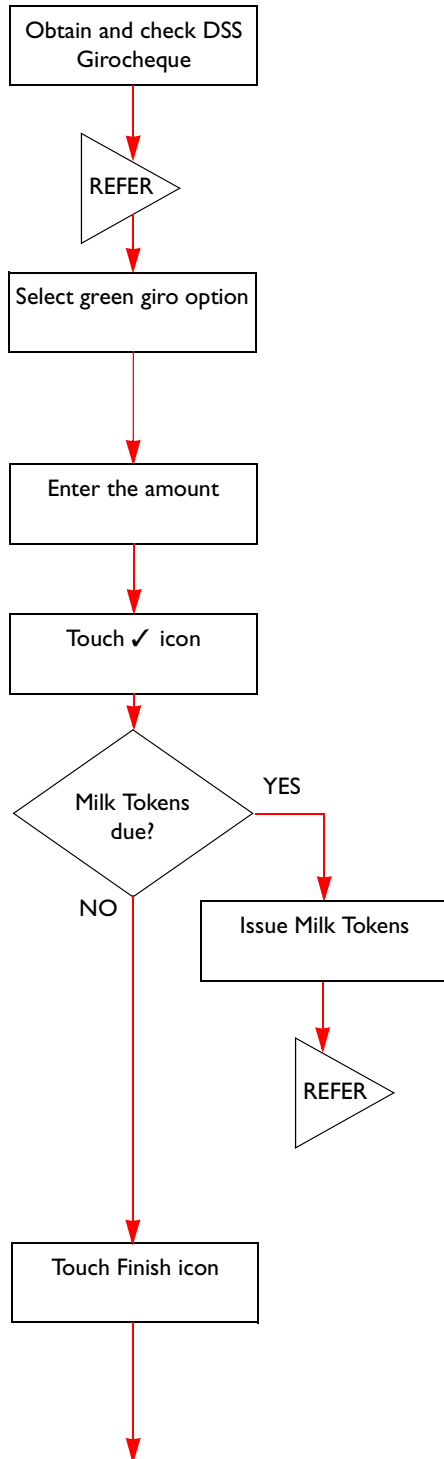 Obtain and check DSS
Girocheque
REFER
Select green giro option
Enter the amount
Touch ✓ icon
Milk Tokens
due?
YES
NO
Issue Milk Tokens
REFER
Touch Finish icon